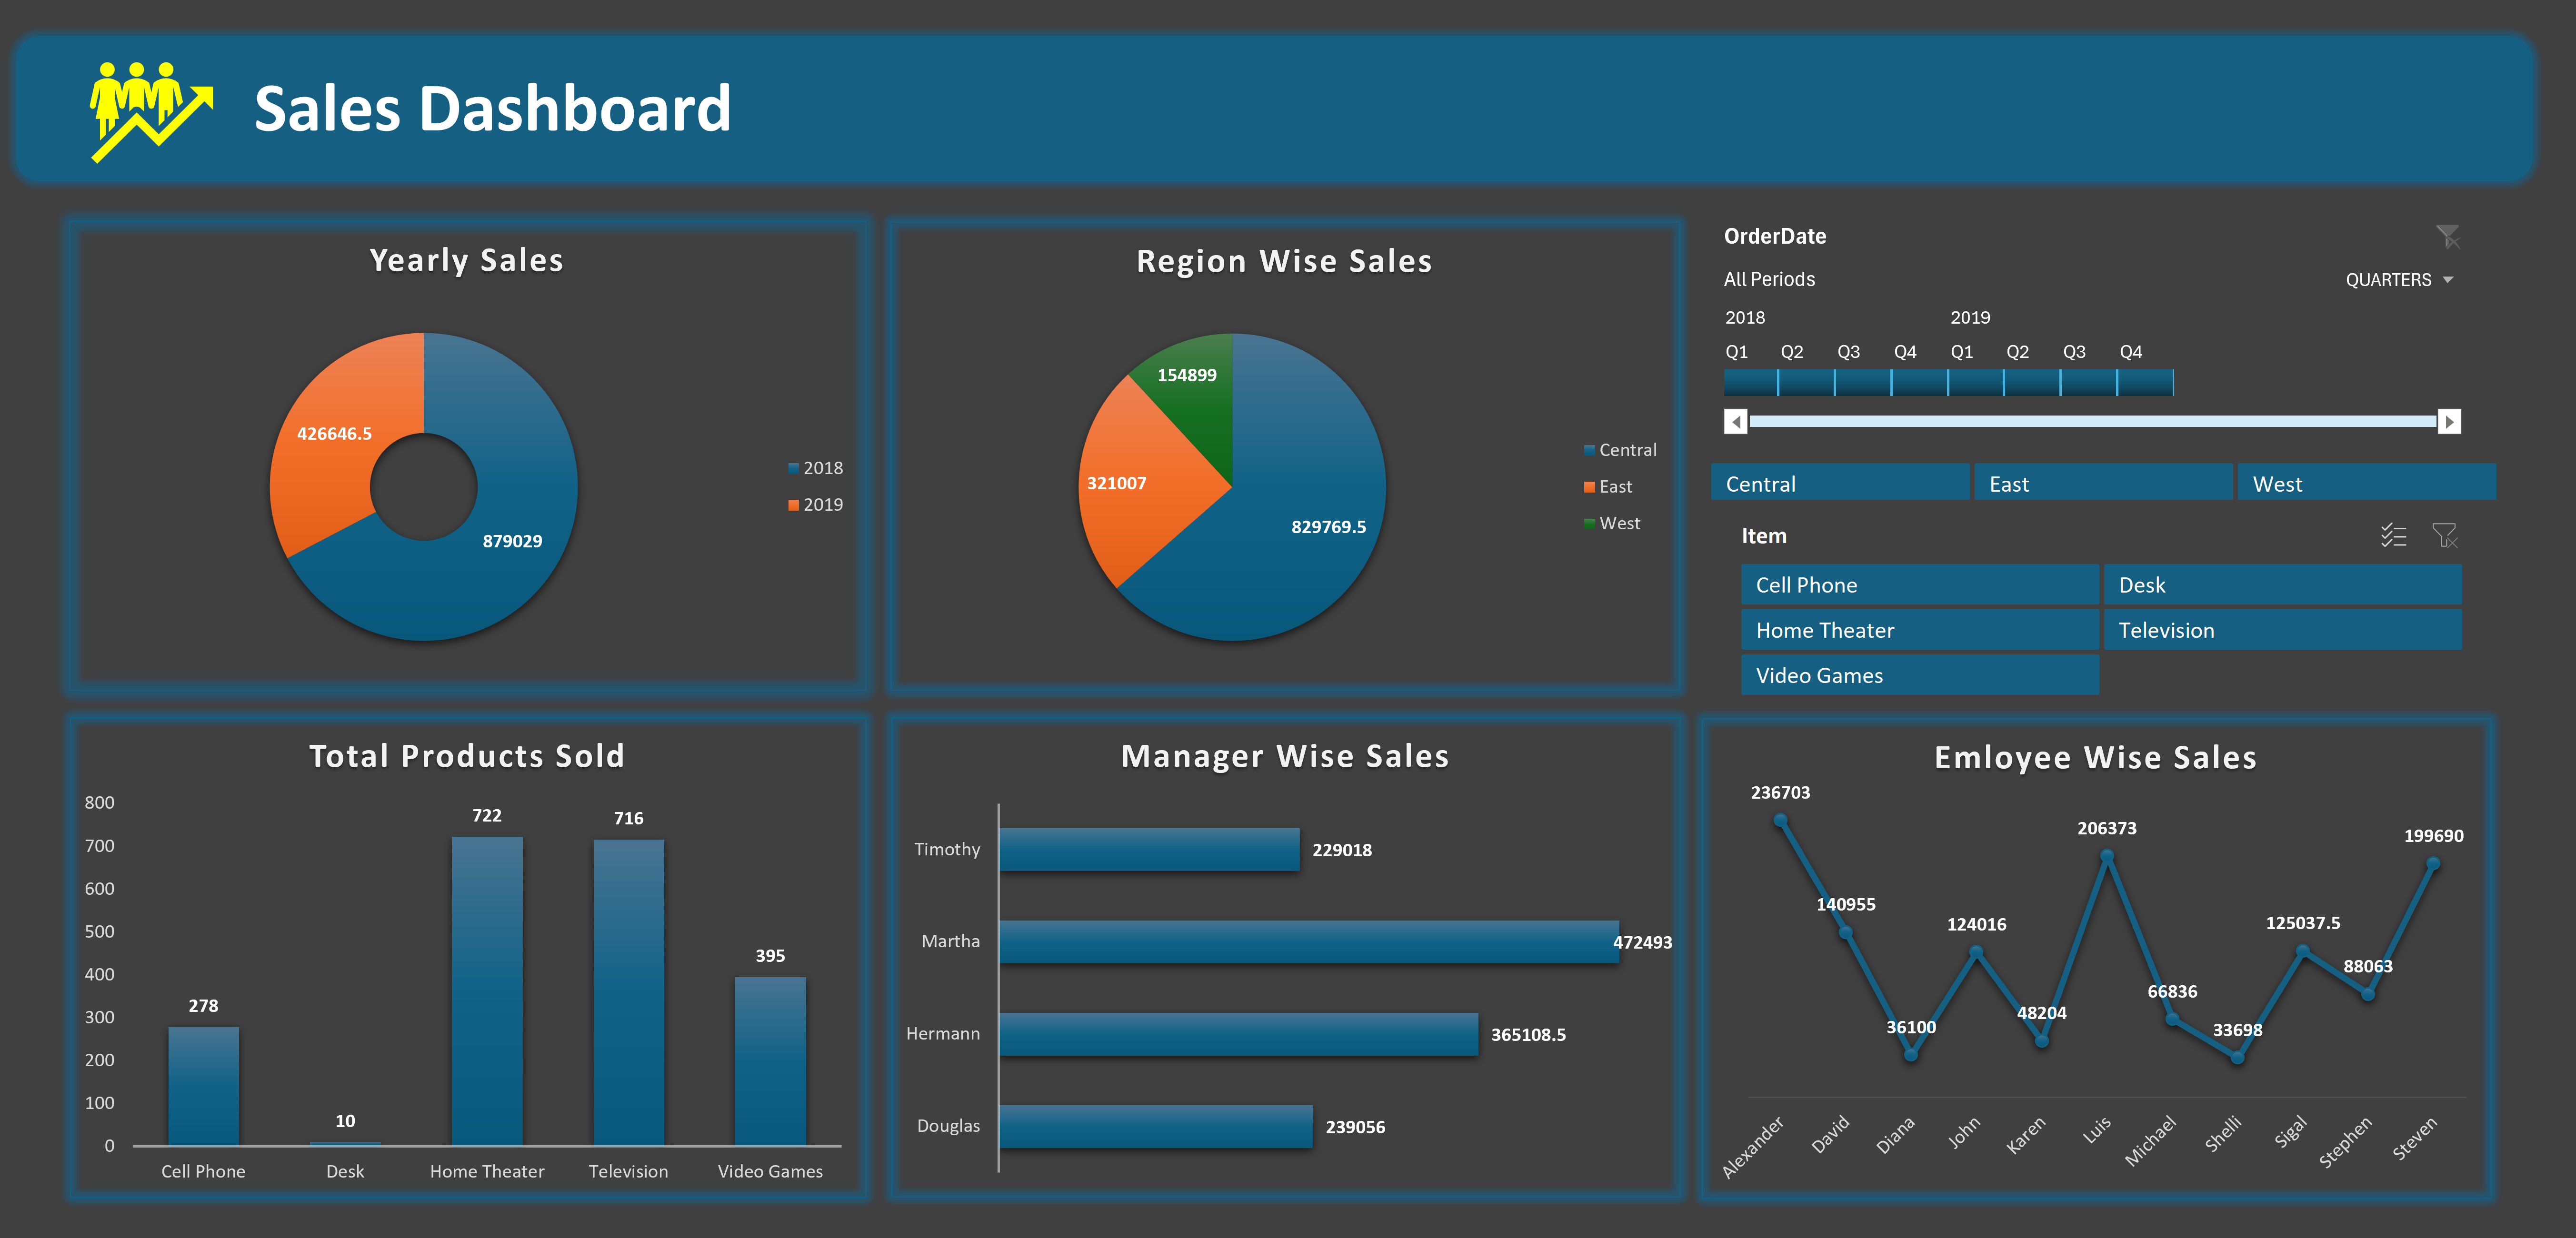 Sales Dashboard
Yearly Sales
426646.5
879029
2018
2019
Region Wise Sales
154899
321007
829769.5
Central
East
West
OrderDate
All Periods
QUARTERS
2018 2019
Q1 Q2 Q3 Q4 Q1 Q2 Q3 Q4
Central East West
Item
Cell Phone Desk
Home Theater Television
Video Games
Total Products Sold
800
700
600
500
400
300
200
100
0
278
10
722
716
395
Cell Phone Desk Home Theater Television Video Games
Manager Wise Sales
Timothy 229018
Martha 472493
Hermann 365108.5
Douglas 239056
Emloyee Wise Sales
236703
140955
36100
124016
48204
206373
66836
33698
125037.5
88063
199690
Alexander
David
Diana
John
Karen
Luis
Michael
Shelli
Sigal
Stephen
Steven